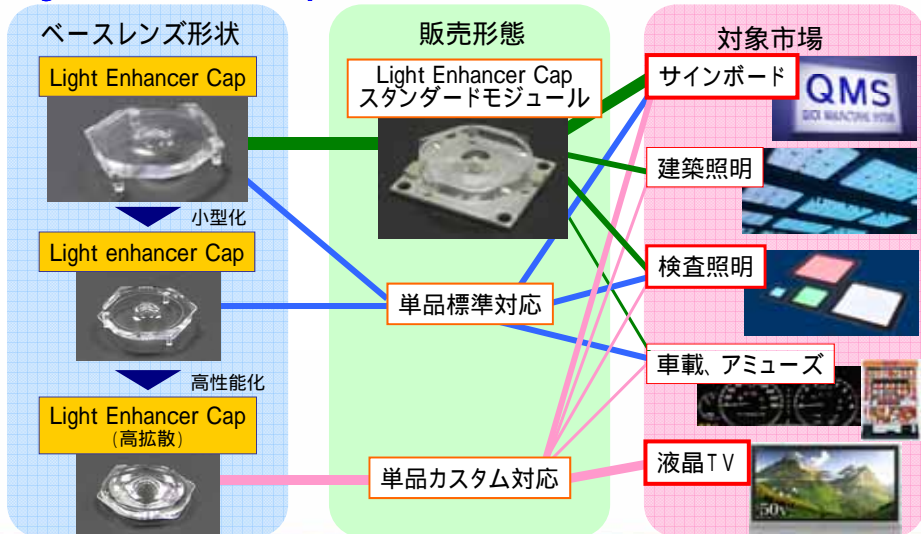 ベースレンズ形状
Light Enhancer Cap
小型化
Light enhancer Cap
高性能化
Light Enhancer Cap
(高拡散)
販売形態
Light Enhancer Cap
スタンダードモジュール
単品標準対応
単品カスタム対応
対象市場
サインボード
QMS
QUICK MANUFACTURING SYSTEMS
建築照明
検査照明
車載、アミューズ
液晶TV
50v